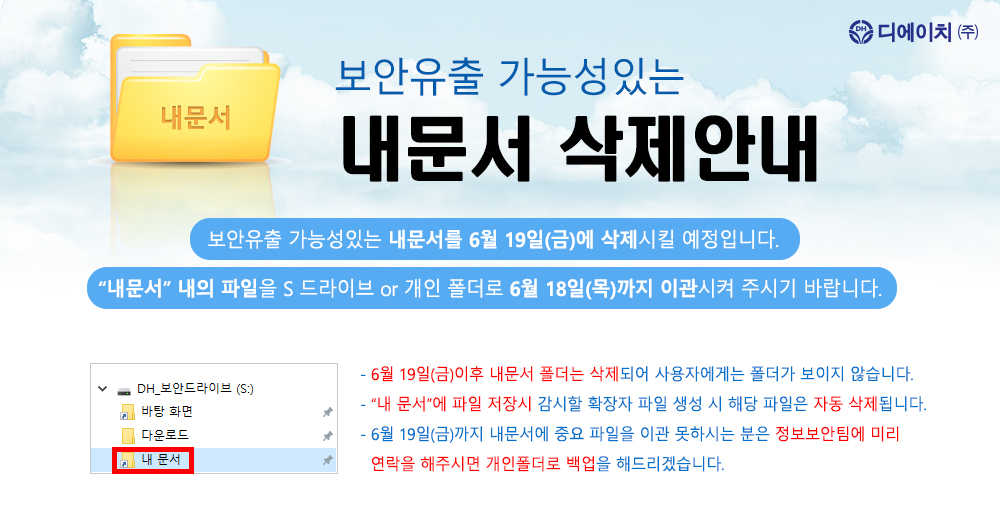 DH 디에이치 (주)
내문서
보안유출 가능성있는
내문서 삭제안내
보안유출 가능성있는 내문서를 6월 19일(금)에 삭제시킬 예정입니다.
“내문서” 내의 파일을 S 드라이브 or 개인 폴더로 6월 18일(목)까지 이관시켜 주시기 바랍니다.
DH_보안드라이브 (S:)
바탕 화면
다운로드
내 문서
- 6월 19일(금)이후 내문서 폴더는 삭제되어 사용자에게는 폴더가 보이지 않습니다.
- “내 문서”에 파일 저장시 감시할 확장자 파일 생성 시 해당 파일은 자동 삭제됩니다.
- 6월 19일(금)까지 내문서에 중요 파일을 이관 못하시는 분은 정보보안팀에 미리
연락을 해주시면 개인폴더로 백업을 해드리겠습니다.